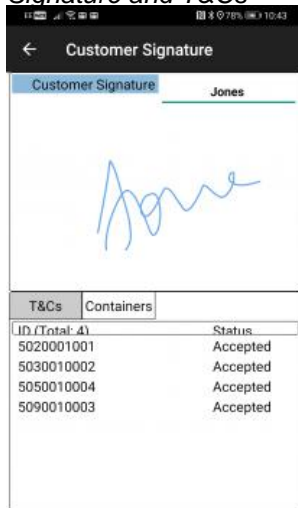 Signature and T&Cs
78% 10:43
← Customer Signature
Customer Signature Jones
T&Cs Containers
ID (Total: 4) Status
5020001001 Accepted
5030010002 Accepted
5050010004 Accepted
5090010003 Accepted